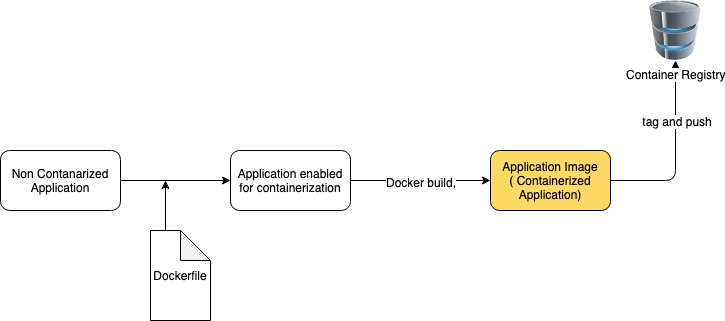 Container Registry
tag and push
Non Contanarized
Application
Application enabled
for containerization
Docker build,
Application Image
( Containerized
Application)
Dockerfile